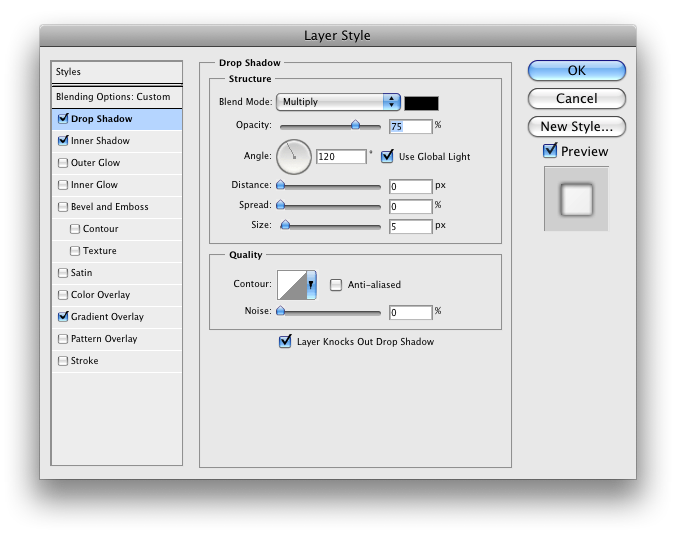 Layer Style
Styles
Blending Options: Custom
Drop Shadow
Inner Shadow
Outer Glow
Inner Glow
Bevel and Emboss
Contour
Texture
Satin
Color Overlay
Gradient Overlay
Pattern Overlay
Stroke
Drop Shadow
Structure
Blend Mode: Multiply
Opacity: 75 %
Angle: 120 ° Use Global Light
Distance: 0 px
Spread: 0 %
Size: 5 px
Quality
Contour: Anti-aliased
Noise: 0 %
Layer Knocks Out Drop Shadow
OK
Cancel
New Style...
Preview